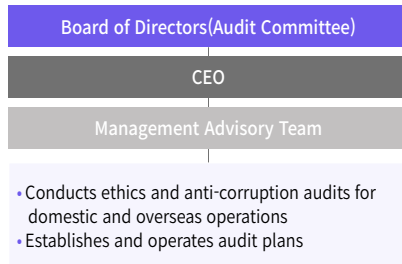 Board of Directors(Audit Committee)
CEO
Management Advisory Team
• Conducts ethics and anti-corruption audits for
domestic and overseas operations
• Establishes and operates audit plans